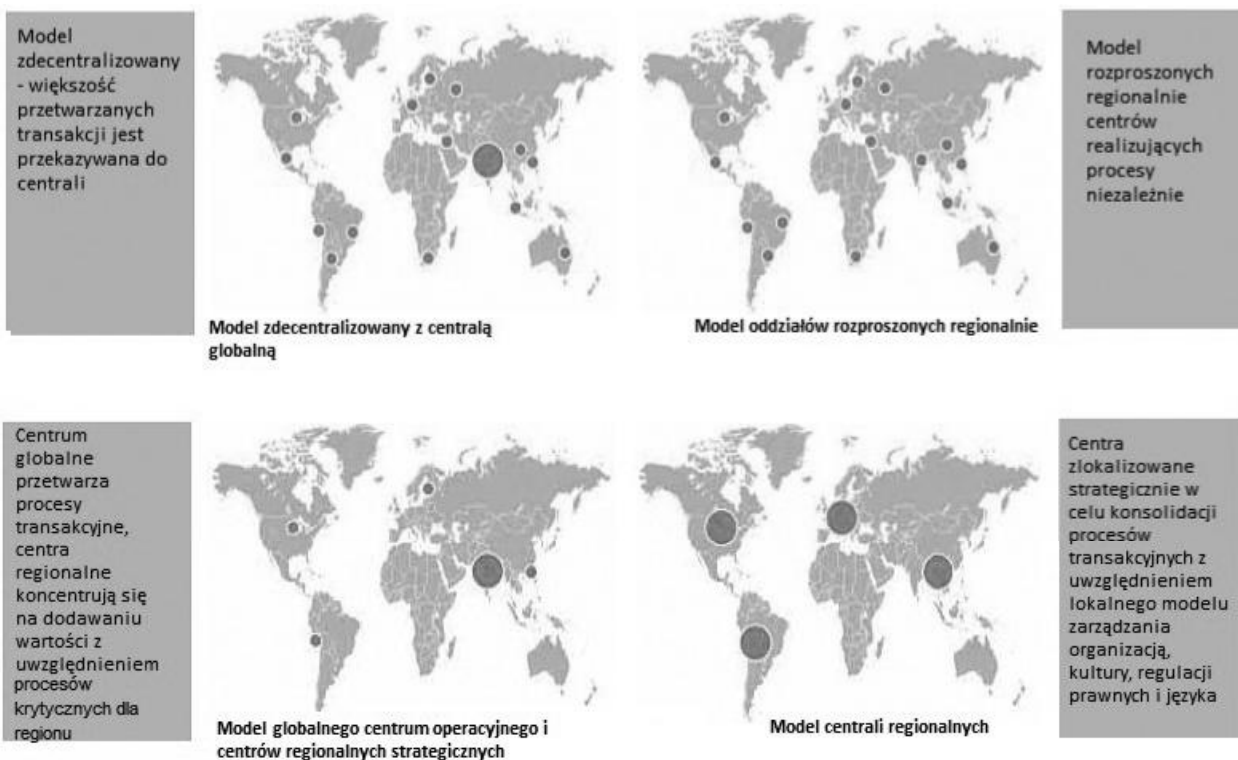 Model
zdecentralizowany
- większość
przetwarzanych
transakcji jest
przekazywana do
centrali
Model zdecentralizowany z centralą
globalną
Model
rozproszonych
regionalnie
centrów
realizujących
procesy
niezależnie
Model oddziałów rozproszonych regionalnie
Centrum
globalne
przetwarza
procesy
transakcyjne,
centra
regionalne
koncentrują się
na dodawaniu
wartości z
uwzględnieniem
procesów
krytycznych dla
regionu
Model globalnego centrum operacyjnego i
centrów regionalnych strategicznych
Centra
zlokalizowane
strategicznie w
celu konsolidacji
procesów
transakcyjnych z
uwzględnieniem
lokalnego modelu
zarządzania
organizacją,
kultury, regulacji
prawnych i języka
Model centrali regionalnych